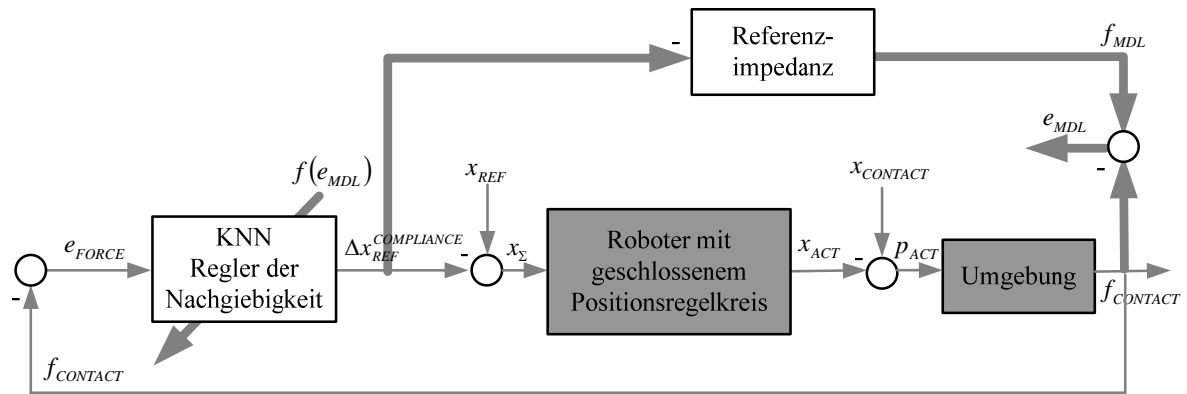 -
Referenz-
impedanz
f_MDL
e_MDL
-
f(e_MDL)
x_REF
x_CONTACT
e_FORCE
KNN
Regler der
Nachgiebigkeit
Δx_REF^COMPLIANCE
-
x_Σ
Roboter mit
geschlossenem
Positionsregelkreis
x_ACT
-
p_ACT
Umgebung
f_CONTACT
-
f_CONTACT